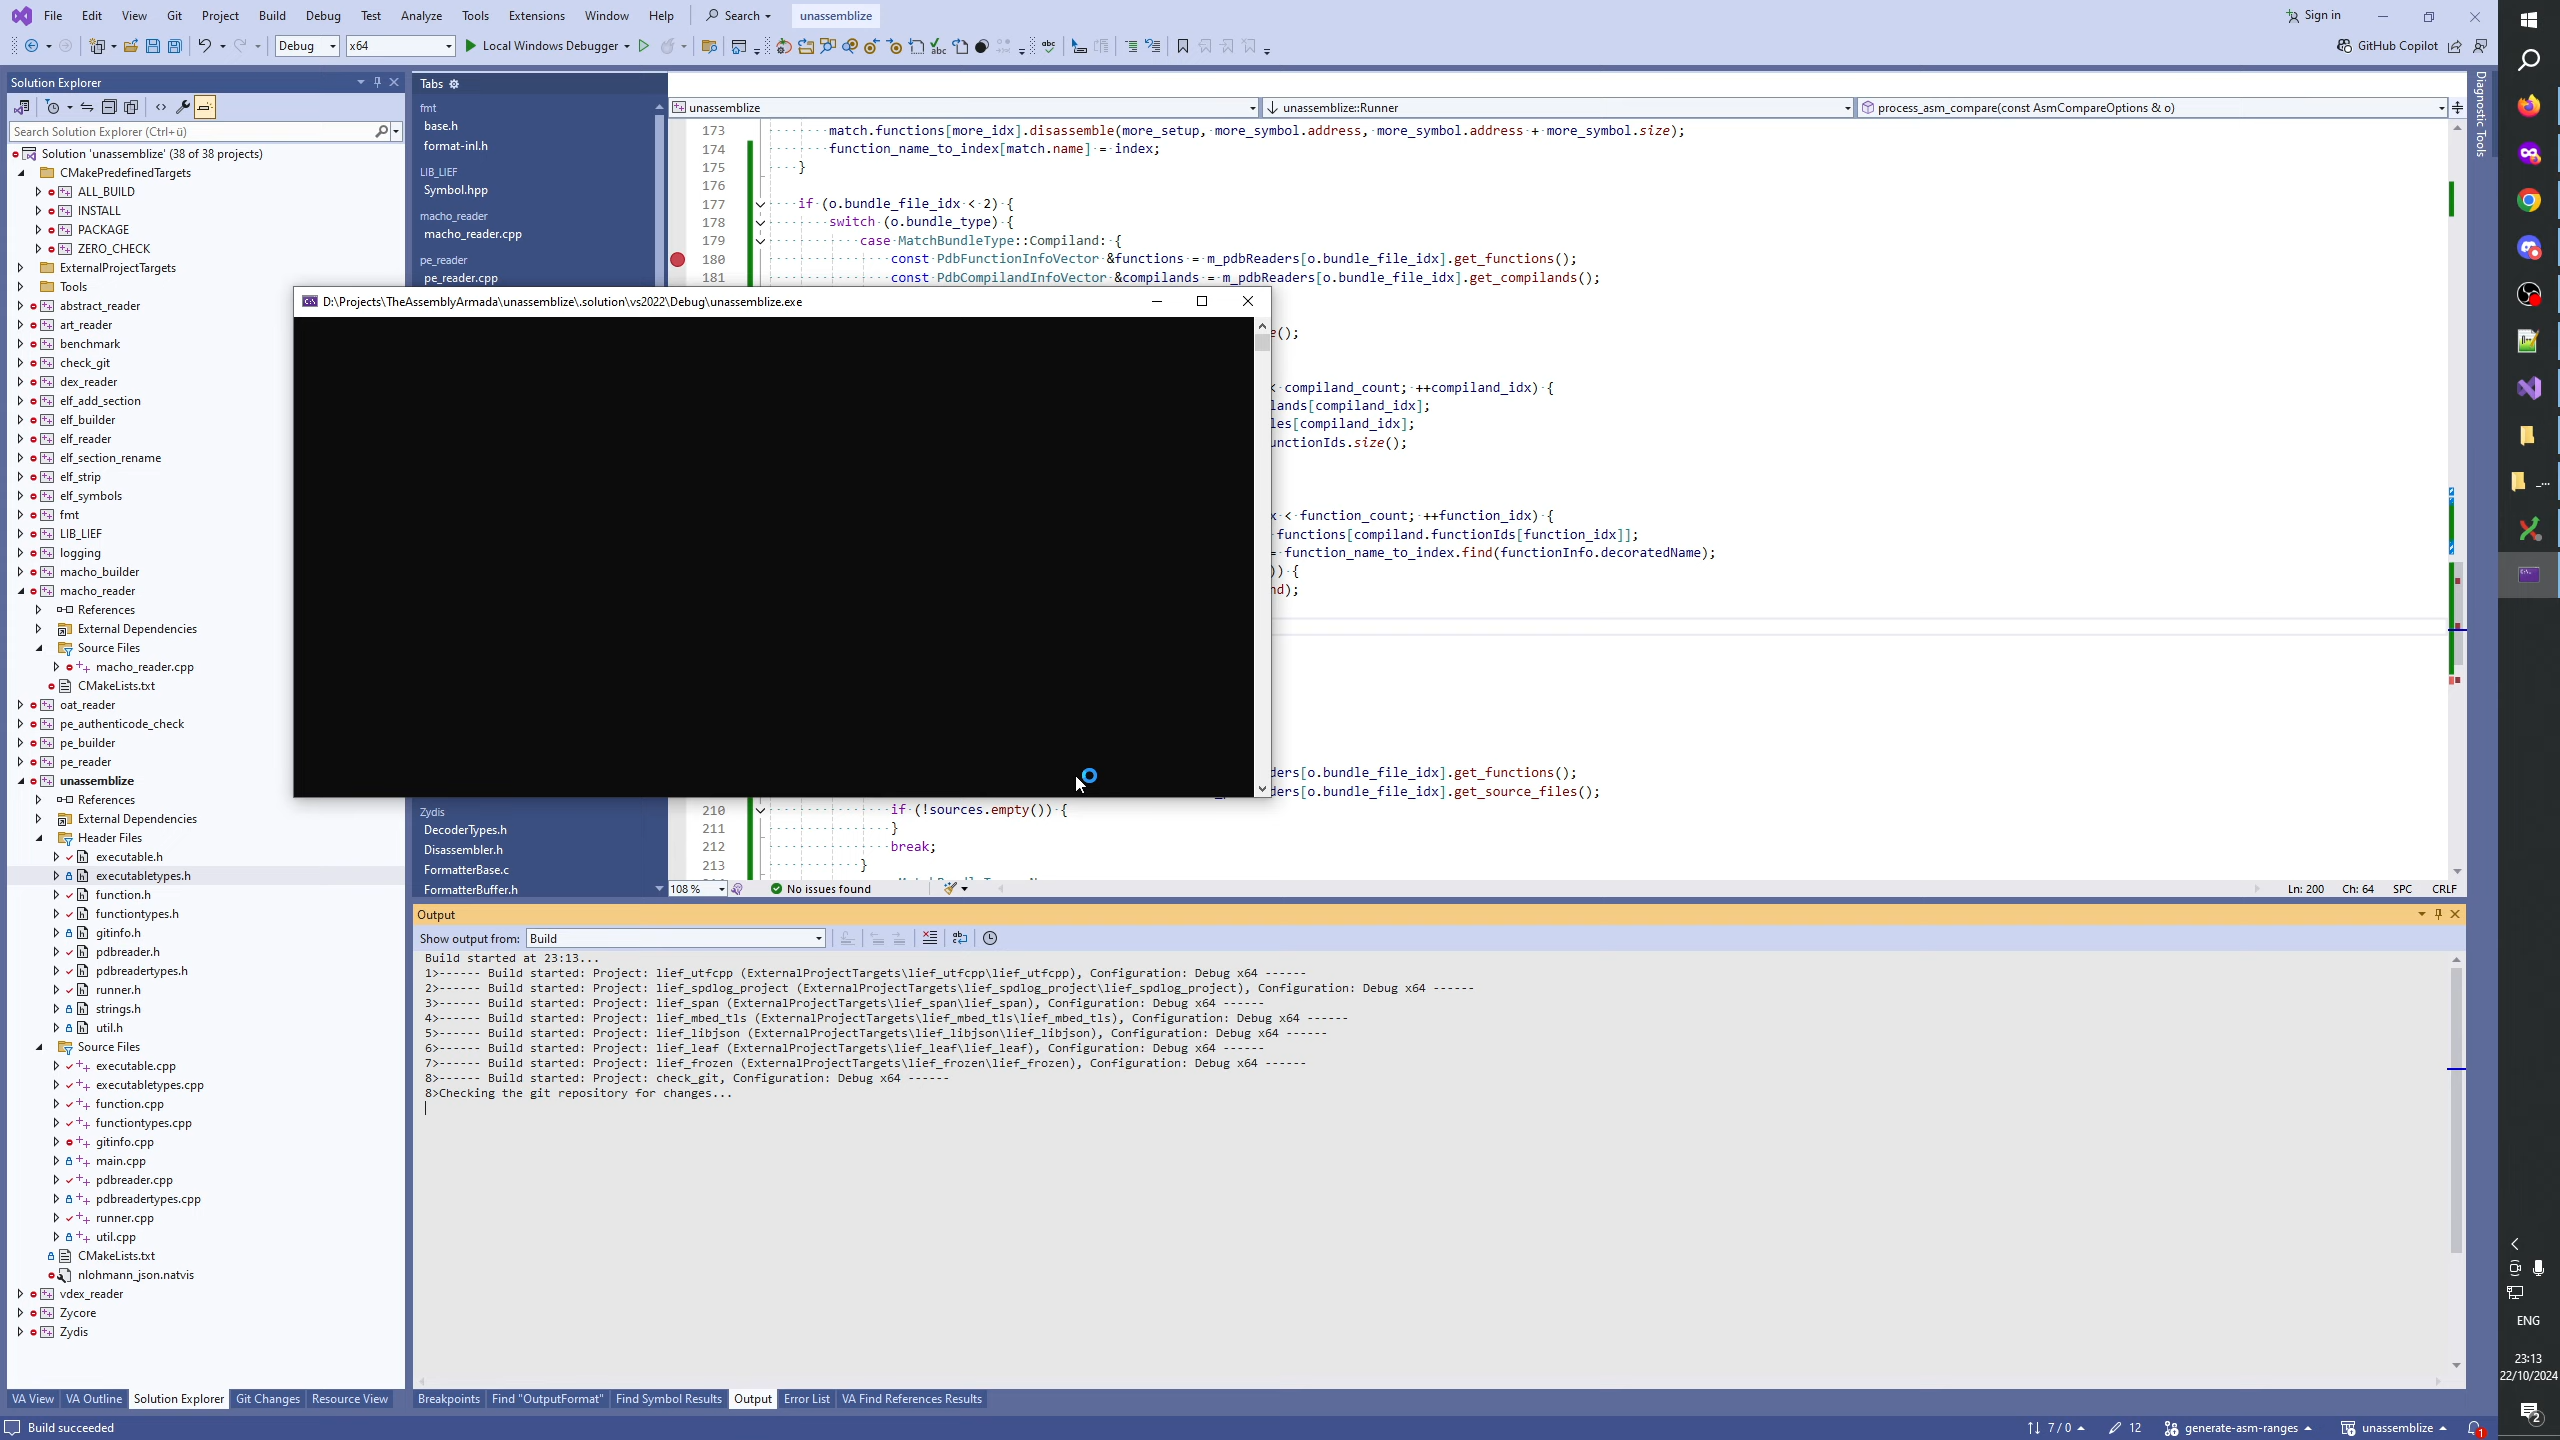 File Edit View Git Project Build Debug Test Analyze Tools Extensions Window Help Search unassemblize Sign in
Debug x64 Local Windows Debugger GitHub Copilot
Solution Explorer
Search Solution Explorer (Ctrl+ü)
Solution 'unassemblize' (38 of 38 projects)
CMakePredefinedTargets
ALL_BUILD
INSTALL
PACKAGE
ZERO_CHECK
ExternalProjectTargets
Tools
abstract_reader
art_reader
benchmark
check_git
dex_reader
elf_add_section
elf_builder
elf_reader
elf_section_rename
elf_strip
elf_symbols
fmt
LIB_LIEF
logging
macho_builder
macho_reader
References
External Dependencies
Source Files
macho_reader.cpp
CMakeLists.txt
oat_reader
pe_authenticode_check
pe_builder
pe_reader
unassemblize
References
External Dependencies
Header Files
executable.h
executabletypes.h
function.h
functiontypes.h
gitinfo.h
pdbreader.h
pdbreadertypes.h
runner.h
strings.h
util.h
Source Files
executable.cpp
executabletypes.cpp
function.cpp
functiontypes.cpp
gitinfo.cpp
main.cpp
pdbreader.cpp
pdbreadertypes.cpp
runner.cpp
util.cpp
CMakeLists.txt
nlohmann_json.natvis
vdex_reader
Zycore
Zydis
VA View VA Outline Solution Explorer Git Changes Resource View
Tabs
fmt
base.h
format-inl.h
LIB_LIEF
Symbol.hpp
macho_reader
macho_reader.cpp
pe_reader
pe_reader.cpp
Zydis
DecoderTypes.h
Disassembler.h
FormatterBase.c
FormatterBuffer.h
unassemblize unassemblize::Runner process_asm_compare(const AsmCompareOptions & o)
173 match.functions[more_idx].disassemble(more_setup, more_symbol.address, more_symbol.address + more_symbol.size);
174 function_name_to_index[match.name] = index;
175 }
176
177 if (o.bundle_file_idx < 2) {
178 switch (o.bundle_type) {
179 case MatchBundleType::Compiland: {
180 const PdbFunctionInfoVector &functions = m_pdbReaders[o.bundle_file_idx].get_functions();
181 const PdbCompilandInfoVector &compilands = m_pdbReaders[o.bundle_file_idx].get_compilands();
D:\Projects\TheAssemblyArmada\unassemblize\.solution\vs2022\Debug\unassemblize.exe
e();
< compiland_count; ++compiland_idx) {
lands[compiland_idx];
les[compiland_idx];
unctionIds.size();
x < function_count; ++function_idx) {
functions[compiland.functionIds[function_idx]];
= function_name_to_index.find(functionInfo.decoratedName);
)) {
nd);
ders[o.bundle_file_idx].get_functions();
ders[o.bundle_file_idx].get_source_files();
210 if (!sources.empty()) {
211 }
212 break;
213 }
108 % No issues found Ln: 200 Ch: 64 SPC CRLF
Diagnostic Tools
Output
Show output from: Build
Build started at 23:13...
1>------ Build started: Project: lief_utfcpp (ExternalProjectTargets\lief_utfcpp\lief_utfcpp), Configuration: Debug x64 ------
2>------ Build started: Project: lief_spdlog_project (ExternalProjectTargets\lief_spdlog_project\lief_spdlog_project), Configuration: Debug x64 ------
3>------ Build started: Project: lief_span (ExternalProjectTargets\lief_span\lief_span), Configuration: Debug x64 ------
4>------ Build started: Project: lief_mbed_tls (ExternalProjectTargets\lief_mbed_tls\lief_mbed_tls), Configuration: Debug x64 ------
5>------ Build started: Project: lief_libjson (ExternalProjectTargets\lief_libjson\lief_libjson), Configuration: Debug x64 ------
6>------ Build started: Project: lief_leaf (ExternalProjectTargets\lief_leaf\lief_leaf), Configuration: Debug x64 ------
7>------ Build started: Project: lief_frozen (ExternalProjectTargets\lief_frozen\lief_frozen), Configuration: Debug x64 ------
8>------ Build started: Project: check_git, Configuration: Debug x64 ------
8>Checking the git repository for changes...
Breakpoints Find "OutputFormat" Find Symbol Results Output Error List VA Find References Results
Build succeeded 7 / 0 12 generate-asm-ranges unassemblize 1
ENG
23:13
22/10/2024
2